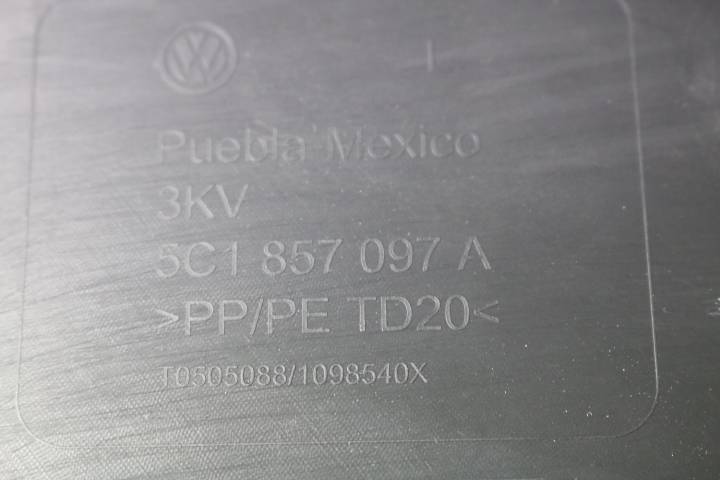 Puebla Mexico
3KV
5C1 857 097 A
>PP/PE TD20<
T0505088/1098540X